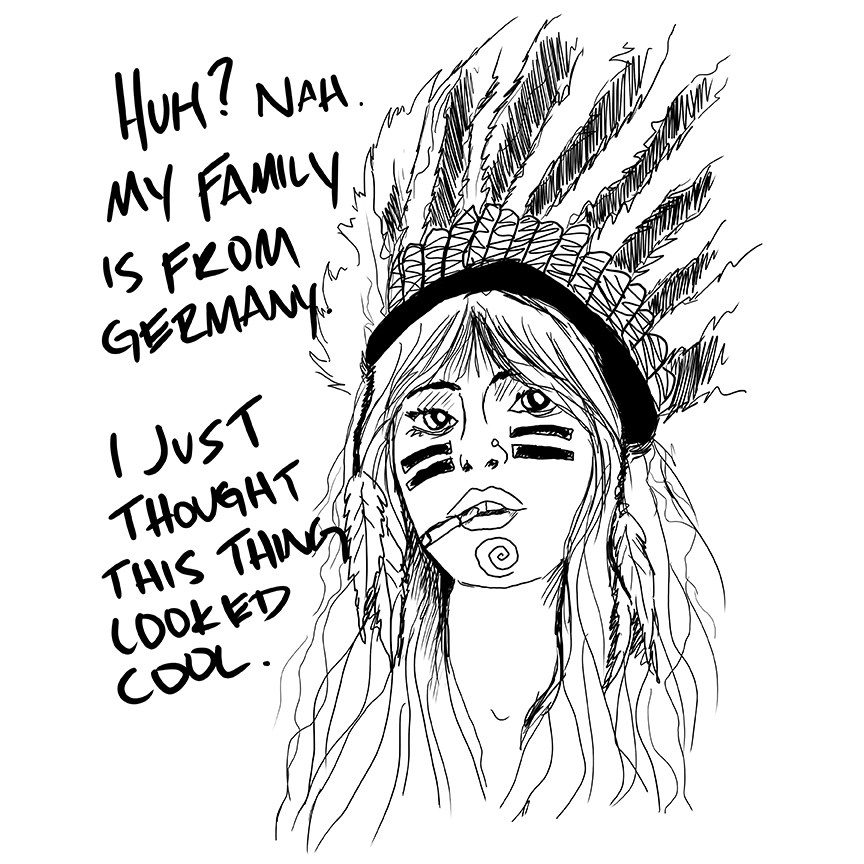 HUH? NAH.
MY FAMILY
IS FROM
GERMANY.
I JUST
THOUGHT
THIS THING
LOOKED
COOL.